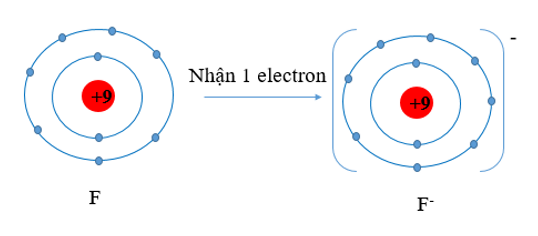 +9
Nhận 1 electron
+9
-
F
F⁻